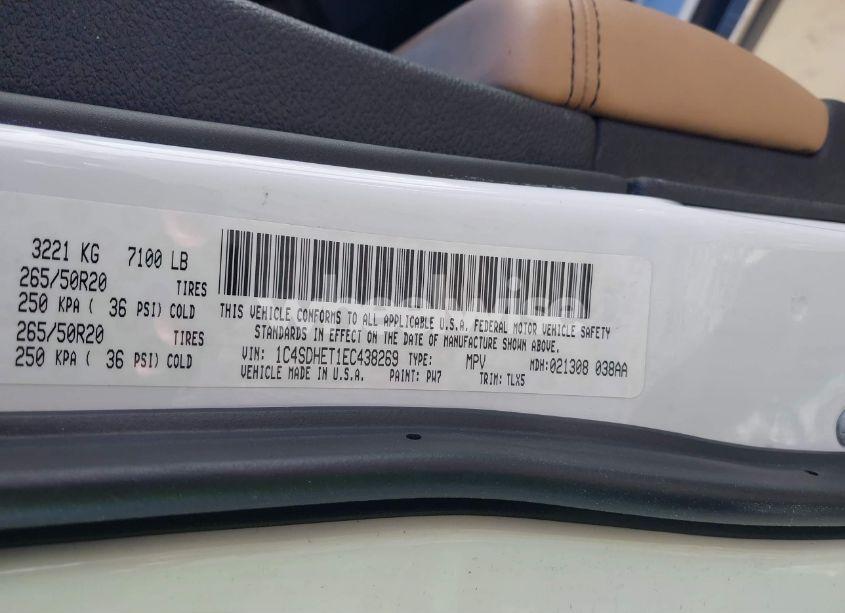 3221 KG 7100 LB
265/50R20 TIRES
250 KPA ( 36 PSI) COLD
265/50R20 TIRES
250 KPA ( 36 PSI) COLD
THIS VEHICLE CONFORMS TO ALL APPLICABLE U.S.A. FEDERAL MOTOR VEHICLE SAFETY
STANDARDS IN EFFECT ON THE DATE OF MANUFACTURE SHOWN ABOVE.
VIN: 1C4SDHET1EC438269 TYPE: MPV MDH:021308 038AA
VEHICLE MADE IN U.S.A. PAINT: PW7 TRIM: TLX5